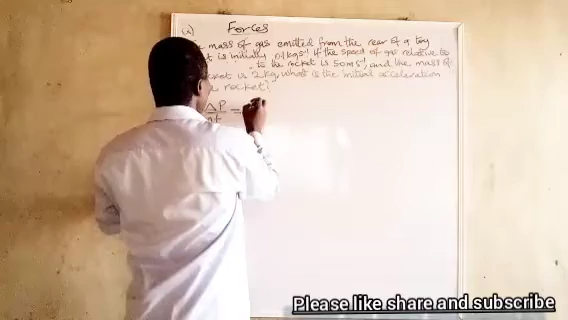 Forces
(x)
mass of gas emitted from the rear of a toy
t is initially 0.1kgs⁻¹ If the speed of gas relative to
to the rocket is 50ms⁻¹, and the mass of
ocket is 2kg, what is the initial acceleration
e rocket?
ΔP =
Δt
Please like share and subscribe